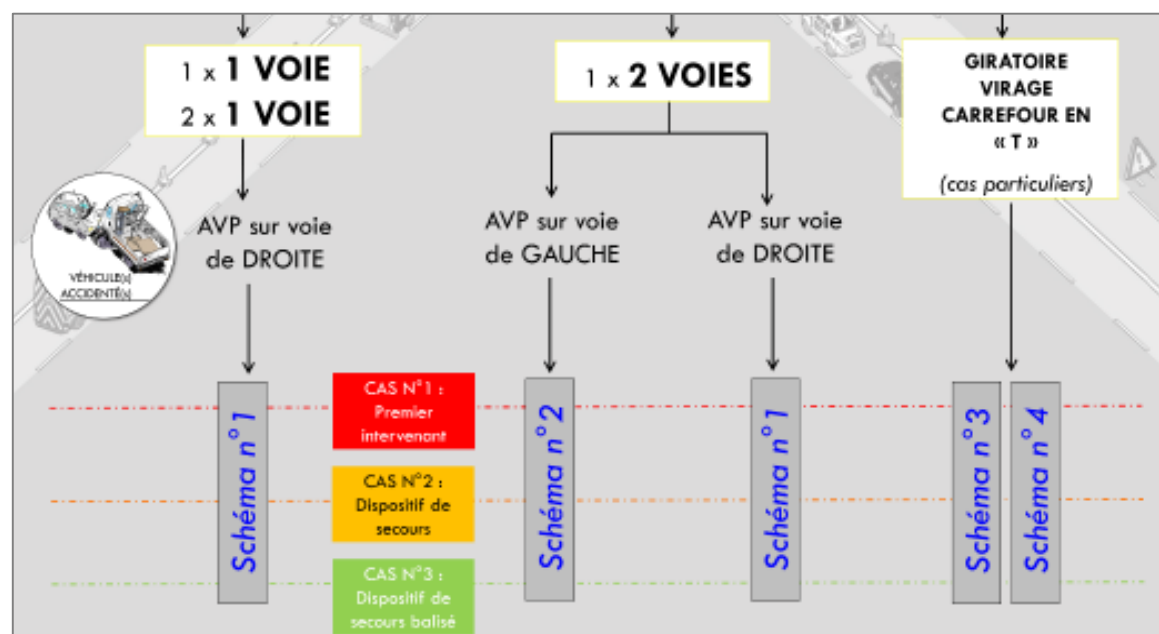 1 x 1 VOIE
2 x 1 VOIE
1 x 2 VOIES
GIRATOIRE
VIRAGE
CARREFOUR EN
« T »
(cas particuliers)
VÉHICULE(s)
ACCIDENTÉ(s)
AVP sur voie
de DROITE
AVP sur voie
de GAUCHE
AVP sur voie
de DROITE
Schéma n°1
CAS N°1 :
Premier
intervenant
CAS N°2 :
Dispositif de
secours
CAS N°3 :
Dispositif de
secours balisé
Schéma n°2
Schéma n°1
Schéma n°3
Schéma n°4